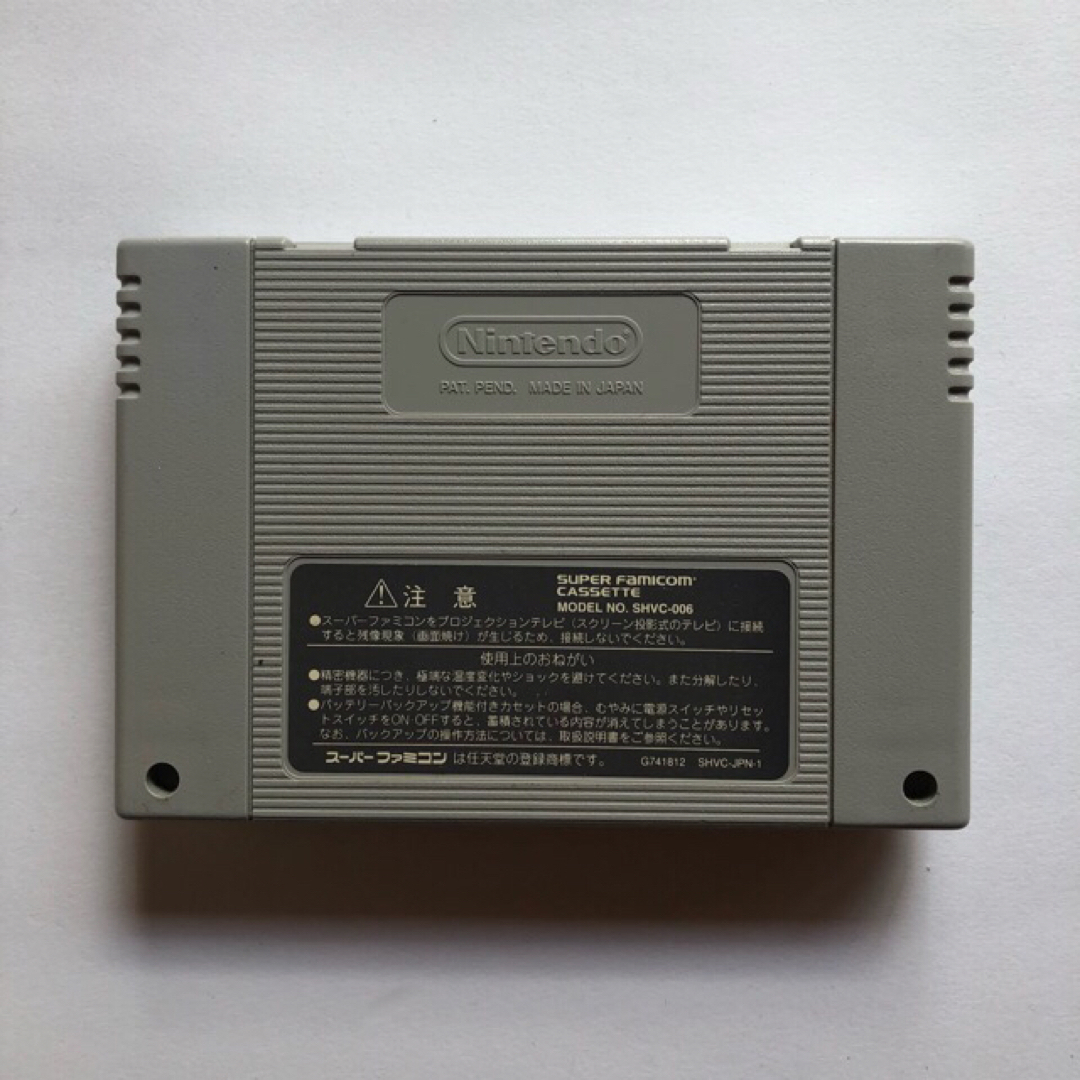 Nintendo
PAT. PEND. MADE IN JAPAN
⚠注意
SUPER FAMICOM
CASSETTE
MODEL NO. SHVC-006
●スーパーファミコンをプロジェクションテレビ（スクリーン投影式のテレビ）に接続
すると残像現象（画面焼け）が生じるため、接続しないでください。
使用上のおねがい
●精密機器につき、極端な温度変化やショックを避けてください。また分解したり、
端子部を汚したりしないでください。
●バッテリーバックアップ機能付きカセットの場合、むやみに電源スイッチやリセッ
トスイッチをON OFFすると、蓄積されている内容が消えてしまうことがあります。
なお、バックアップの操作方法については、取扱説明書をご参照ください。
スーパーファミコンは任天堂の登録商標です。 G741812 SHVC-JPN-1